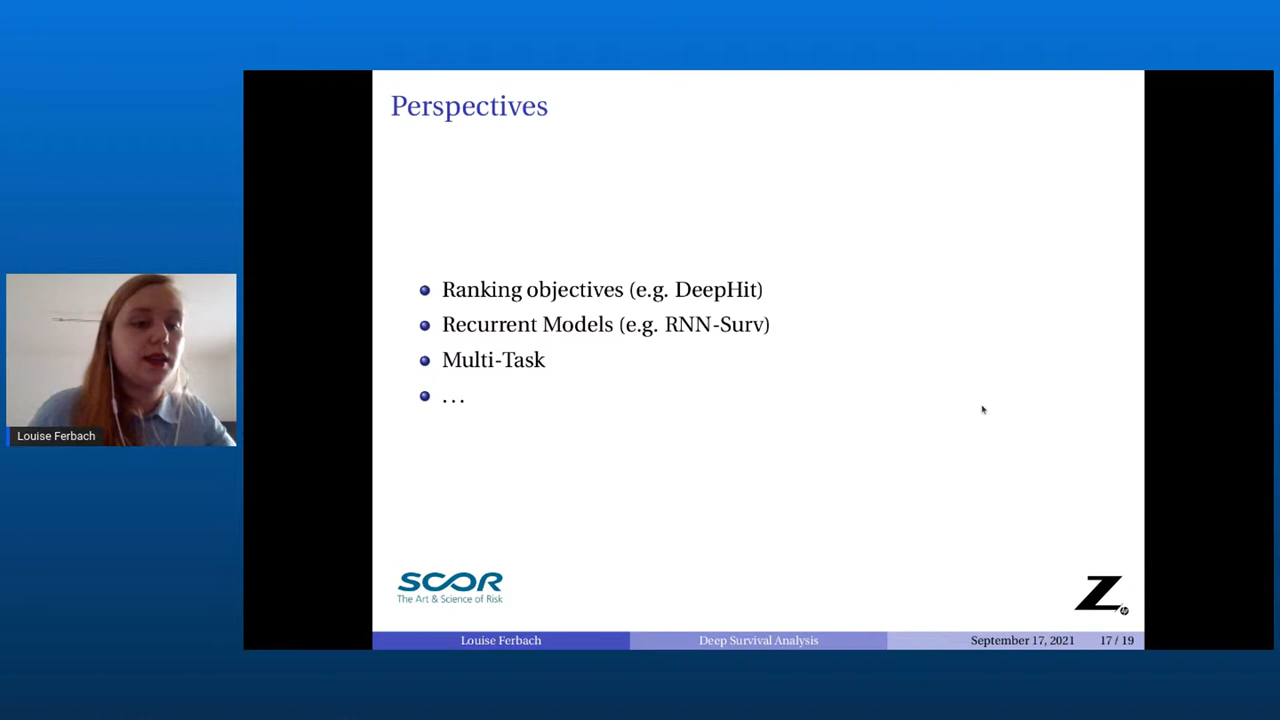 Perspectives
Ranking objectives (e.g. DeepHit)
Recurrent Models (e.g. RNN-Surv)
Multi-Task
...
Louise Ferbach
SCOR
The Art & Science of Risk
Z
hp
Louise Ferbach
Deep Survival Analysis
September 17, 2021
17 / 19